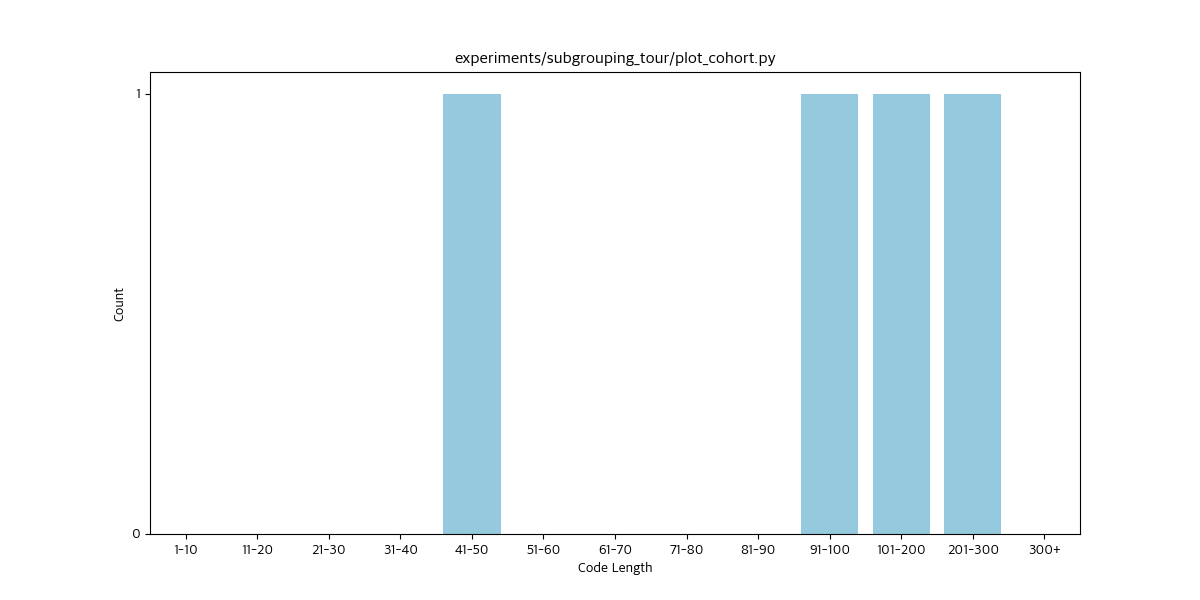 experiments/subgrouping_tour/plot_cohort.py
1
Count
0
1-10 11-20 21-30 31-40 41-50 51-60 61-70 71-80 81-90 91-100 101-200 201-300 300+
Code Length